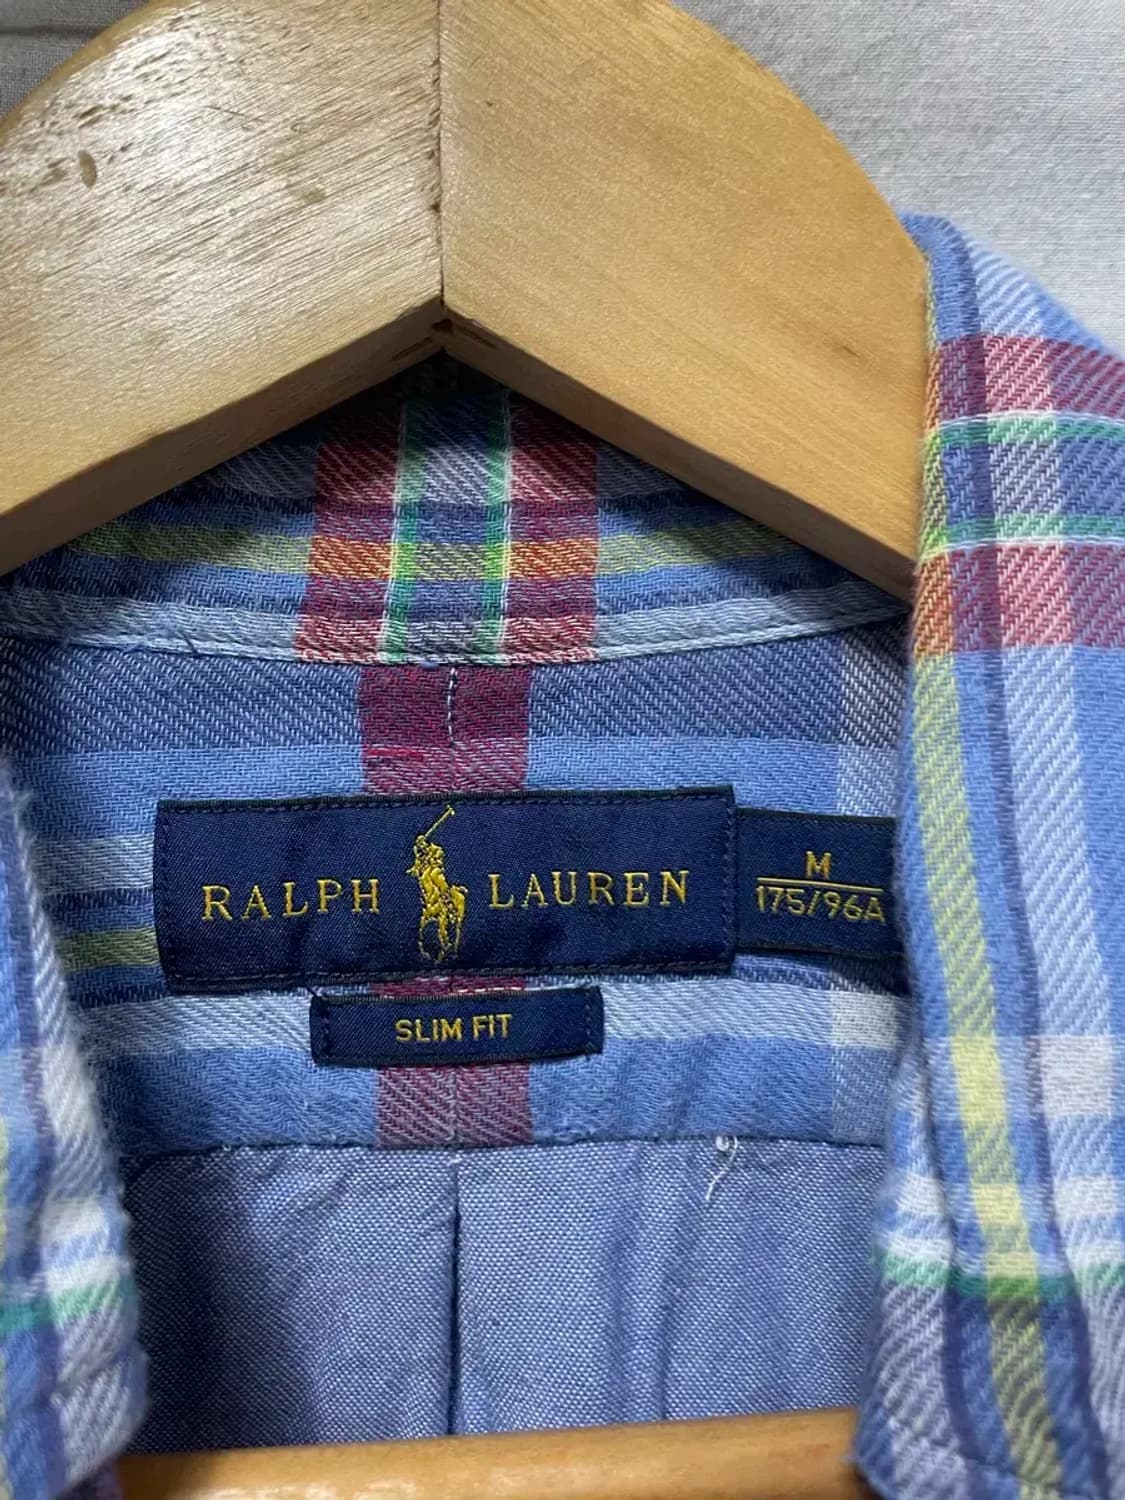 RALPH LAUREN
M
175/96A
SLIM FIT